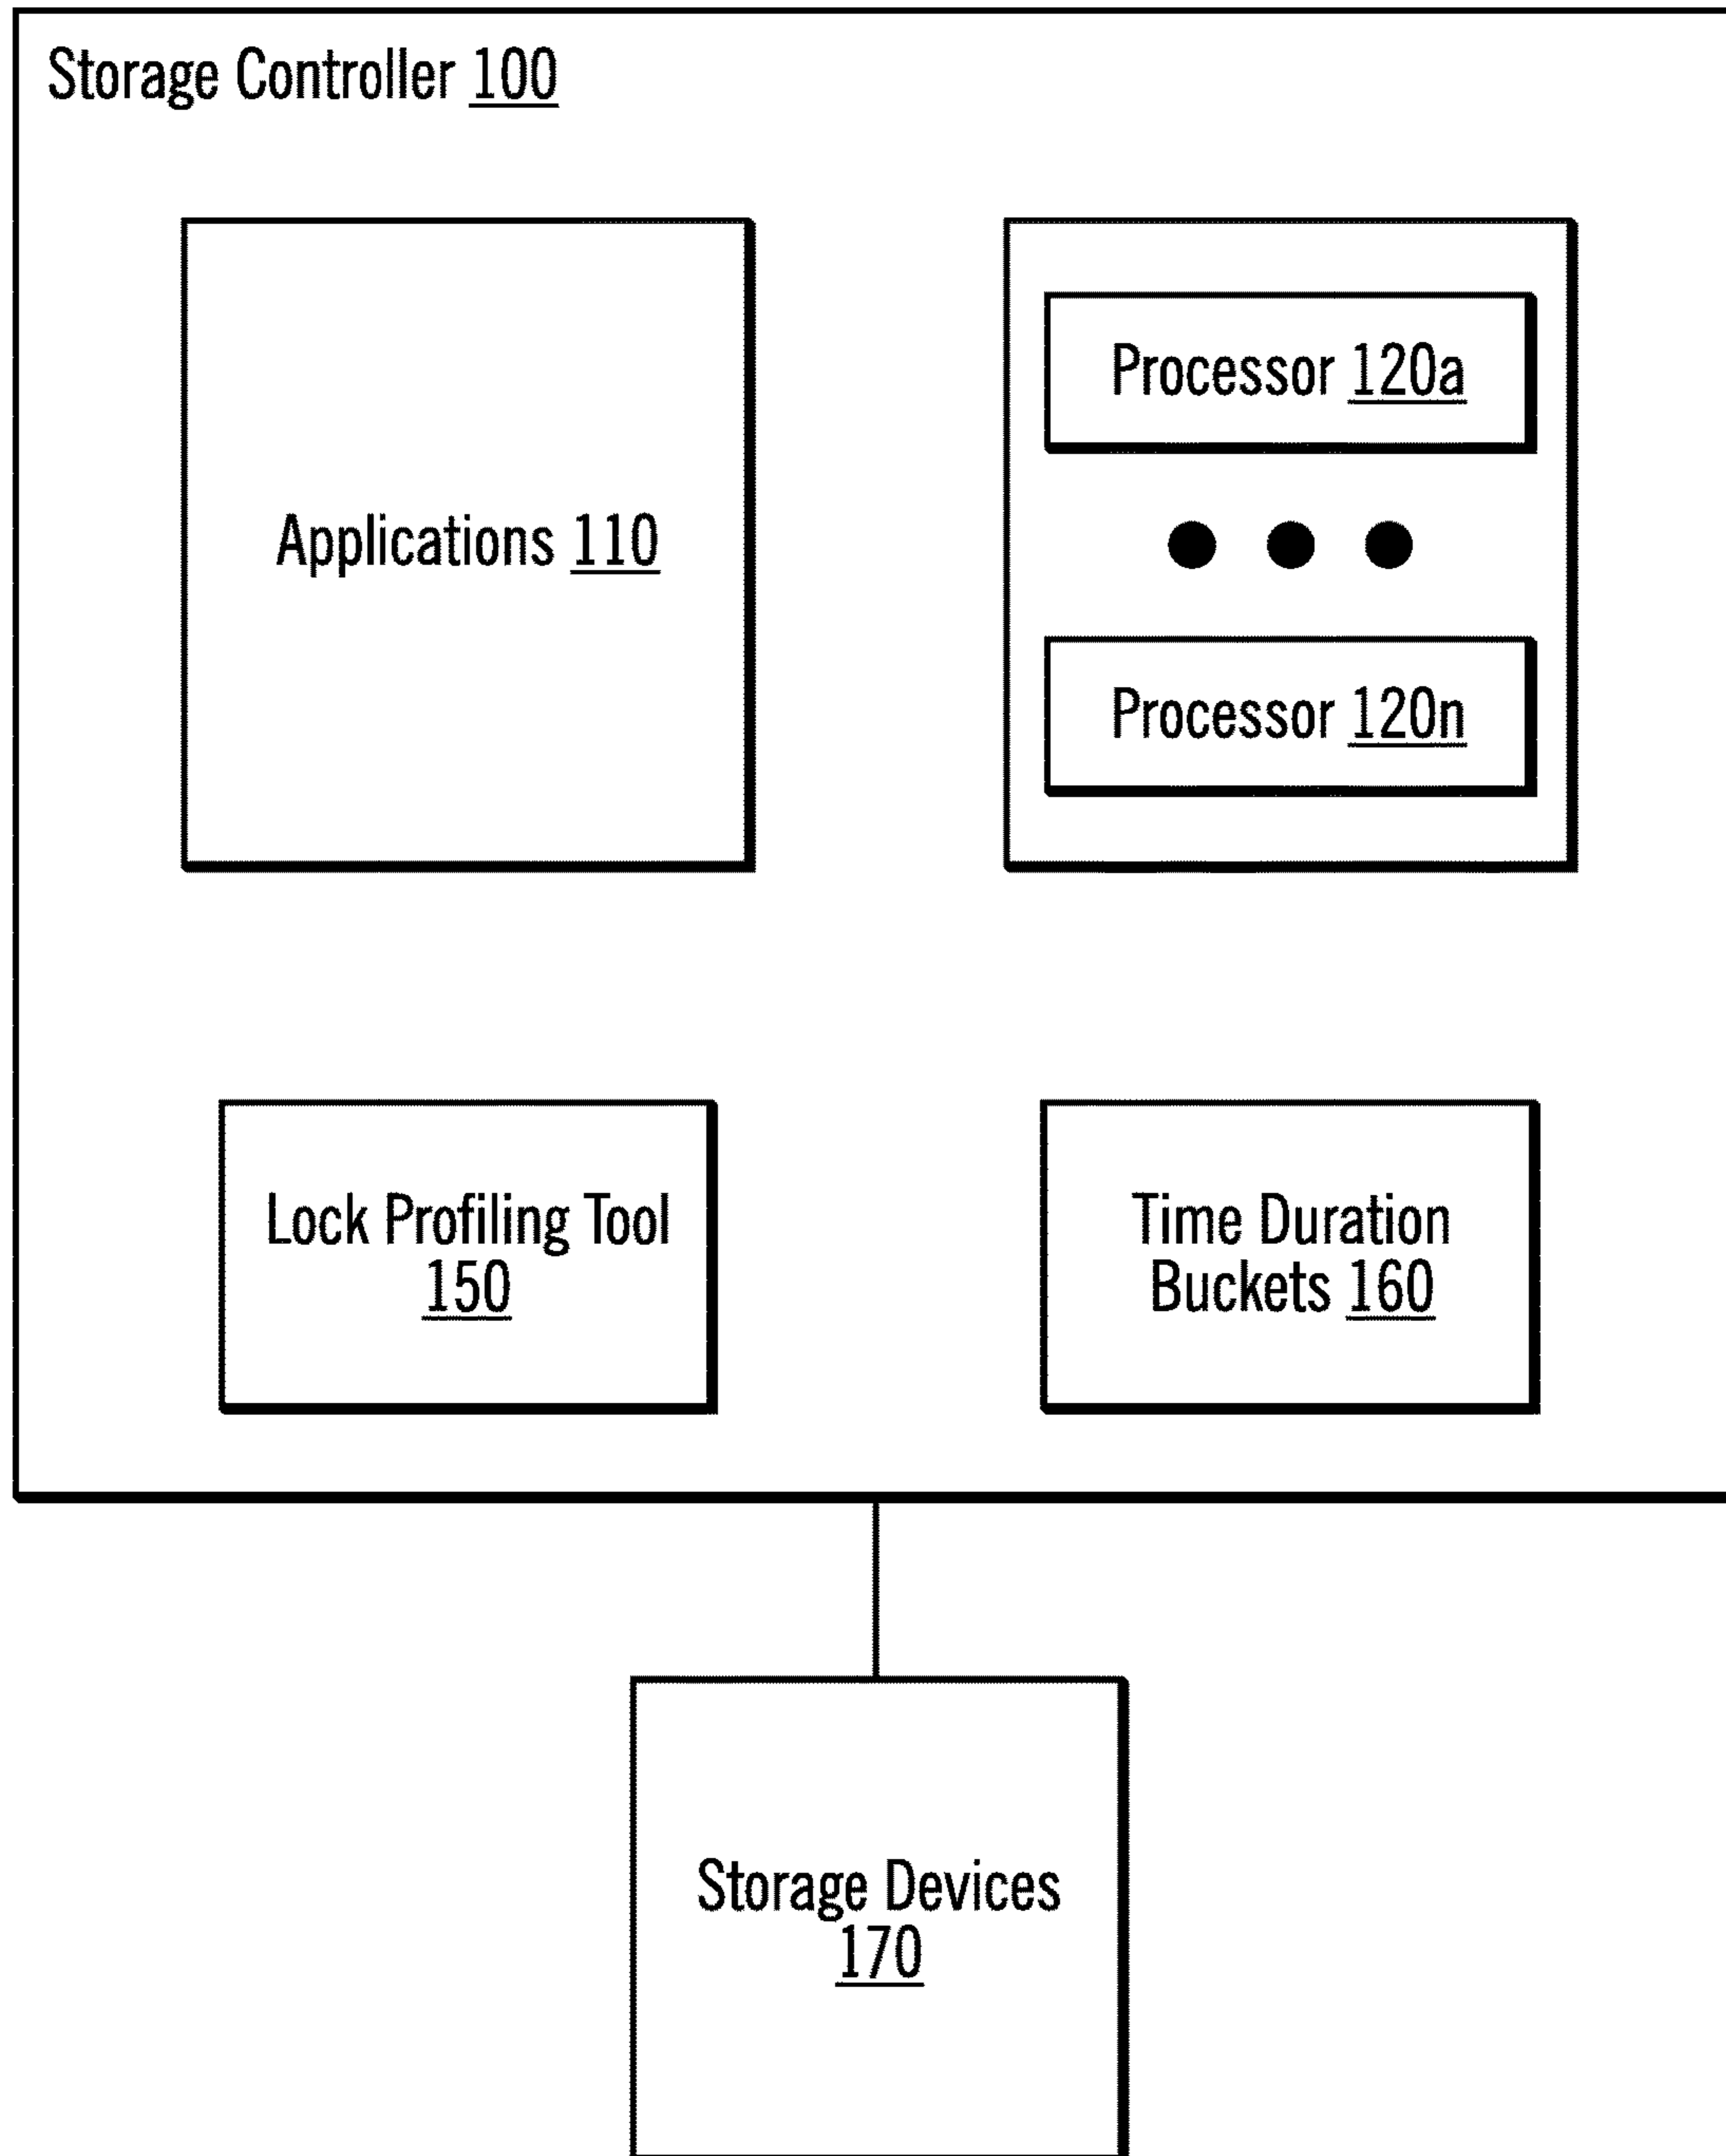 Storage Controller 100
Applications 110
Processor 120a
Processor 120n
Lock Profiling Tool
150
Time Duration
Buckets 160
Storage Devices
170